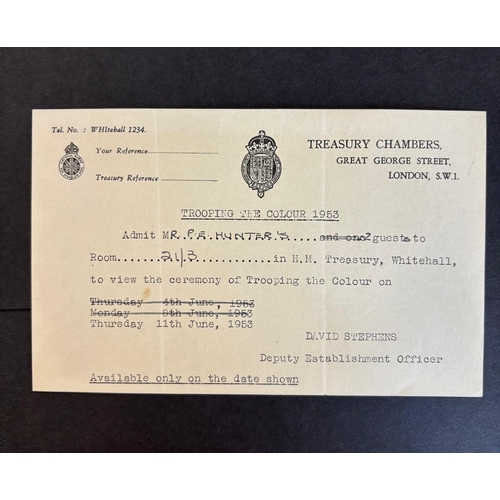 Tel. No. : WHItehall 1234.
Your Reference....................
Treasury Reference ....................
TREASURY CHAMBERS,
GREAT GEORGE STREET,
LONDON, S.W.1.
TROOPING THE COLOUR 1953
Admit MR. P.E. HUNTER'S .... and one 2 guests to
Room ...... 21/3 ............ in H.M. Treasury, Whitehall,
to view the ceremony of Trooping the Colour on
Thursday 4th June, 1953
Monday 8th June, 1953
Thursday 11th June, 1953
DAVID STEPHENS
Deputy Establishment Officer
Available only on the date shown